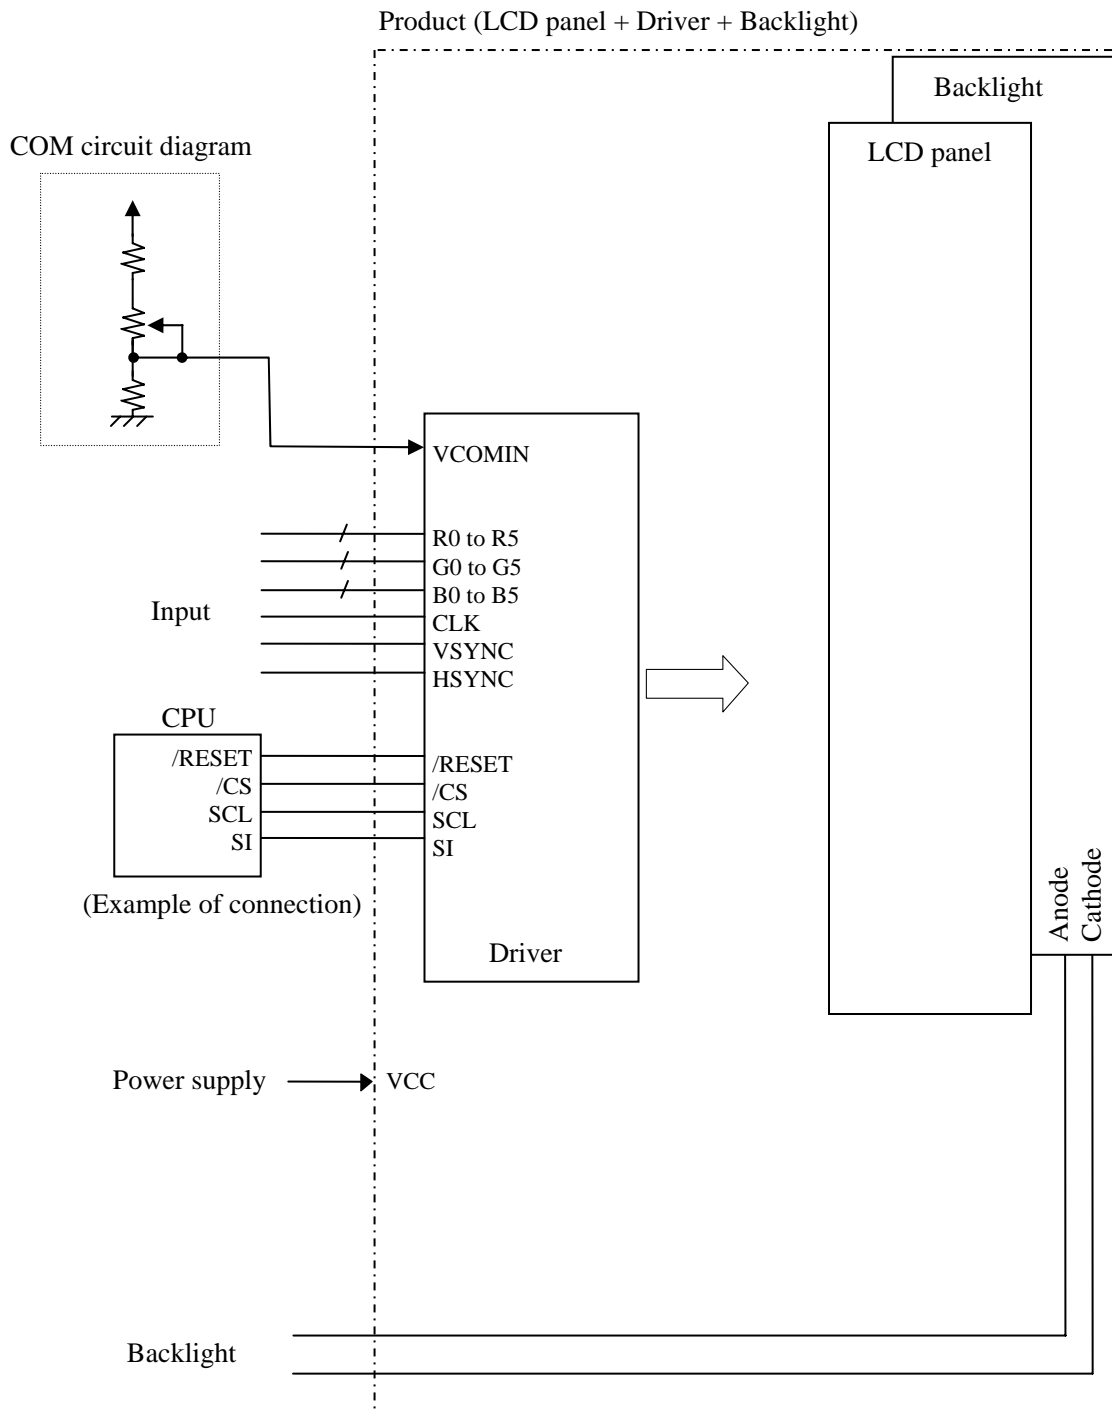 Product (LCD panel + Driver + Backlight)
Backlight
LCD panel
COM circuit diagram
VCOMIN
R0 to R5
G0 to G5
B0 to B5
CLK
VSYNC
HSYNC
Input
CPU
/RESET
/CS
SCL
SI
/RESET
/CS
SCL
SI
(Example of connection)
Driver
Anode
Cathode
Power supply
VCC
Backlight